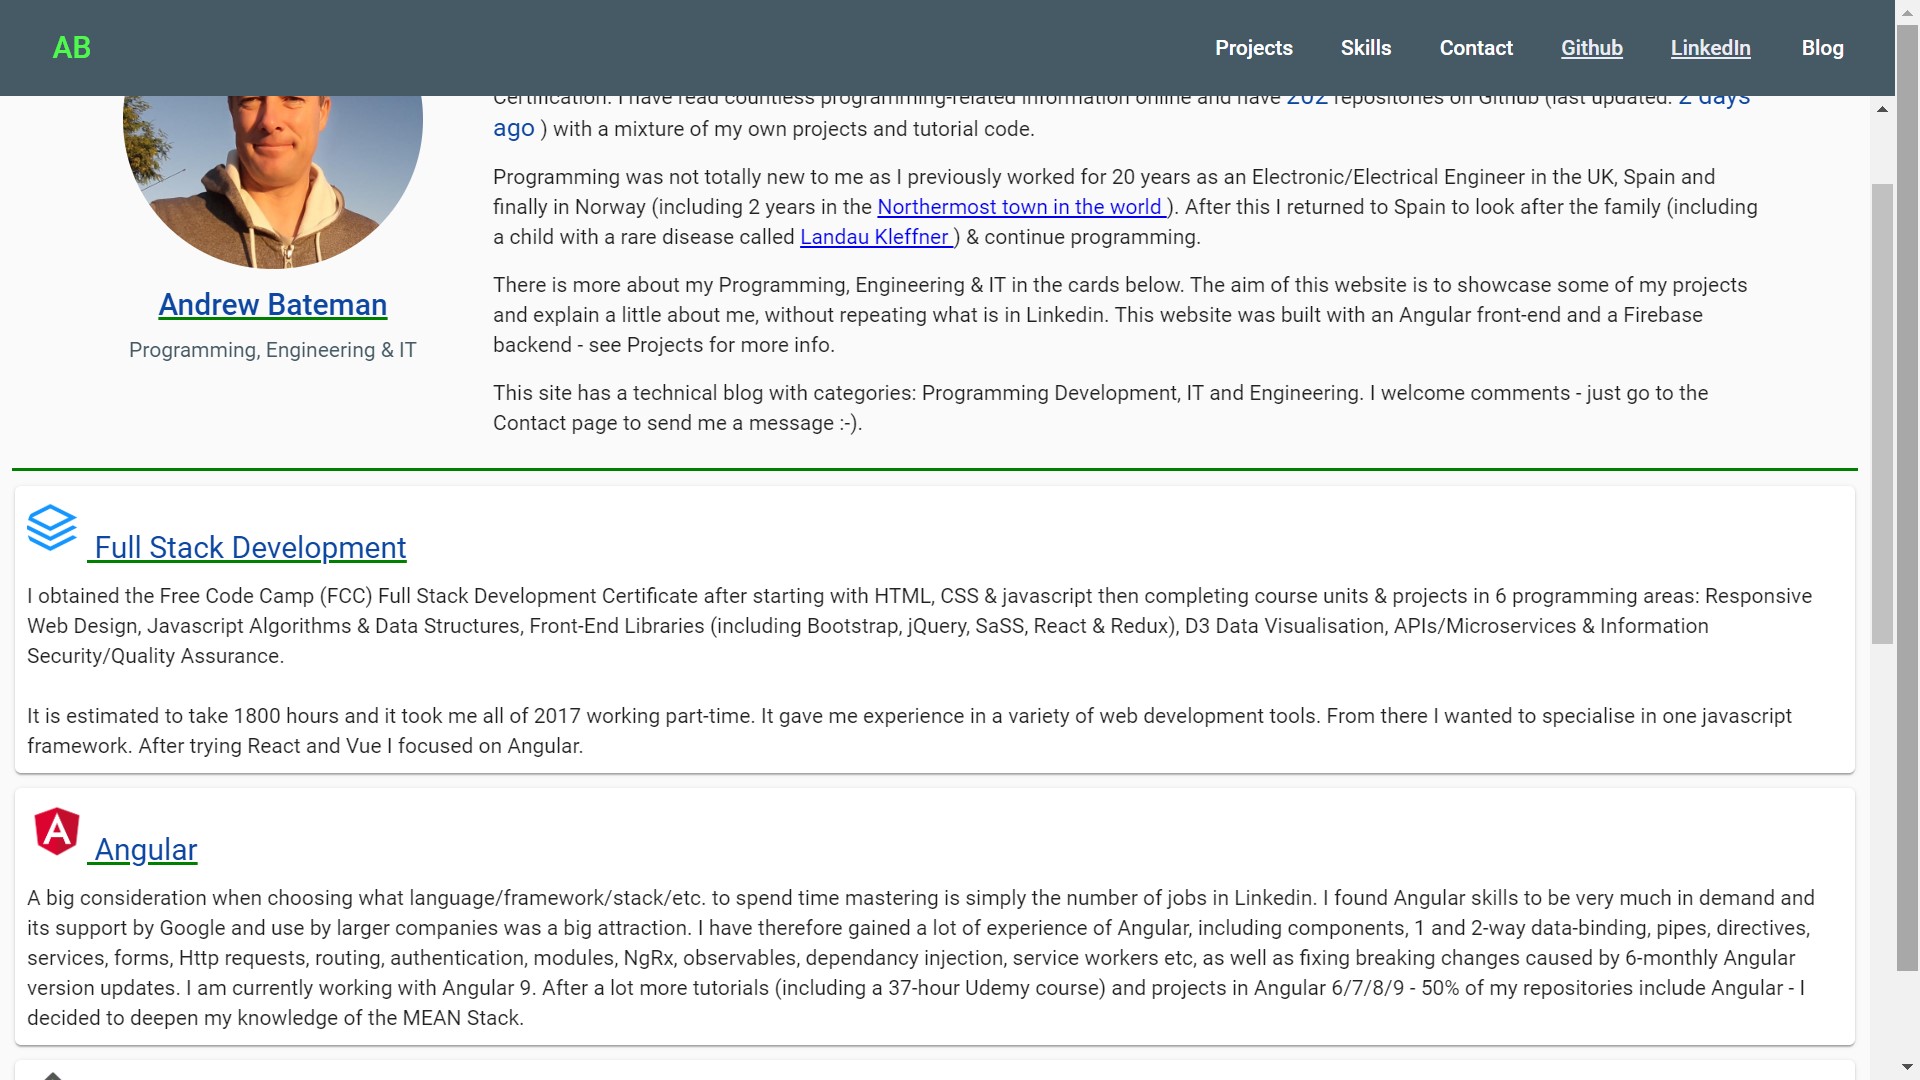 AB
Projects Skills Contact Github LinkedIn Blog
Certification. I have read countless programming-related information online and have 202 repositories on Github (last updated: 2 days
ago ) with a mixture of my own projects and tutorial code.
Programming was not totally new to me as I previously worked for 20 years as an Electronic/Electrical Engineer in the UK, Spain and
finally in Norway (including 2 years in the Northermost town in the world ). After this I returned to Spain to look after the family (including
a child with a rare disease called Landau Kleffner ) & continue programming.
There is more about my Programming, Engineering & IT in the cards below. The aim of this website is to showcase some of my projects
and explain a little about me, without repeating what is in Linkedin. This website was built with an Angular front-end and a Firebase
backend - see Projects for more info.
This site has a technical blog with categories: Programming Development, IT and Engineering. I welcome comments - just go to the
Contact page to send me a message :-).
Andrew Bateman
Programming, Engineering & IT
Full Stack Development
I obtained the Free Code Camp (FCC) Full Stack Development Certificate after starting with HTML, CSS & javascript then completing course units & projects in 6 programming areas: Responsive
Web Design, Javascript Algorithms & Data Structures, Front-End Libraries (including Bootstrap, jQuery, SaSS, React & Redux), D3 Data Visualisation, APIs/Microservices & Information
Security/Quality Assurance.
It is estimated to take 1800 hours and it took me all of 2017 working part-time. It gave me experience in a variety of web development tools. From there I wanted to specialise in one javascript
framework. After trying React and Vue I focused on Angular.
Angular
A big consideration when choosing what language/framework/stack/etc. to spend time mastering is simply the number of jobs in Linkedin. I found Angular skills to be very much in demand and
its support by Google and use by larger companies was a big attraction. I have therefore gained a lot of experience of Angular, including components, 1 and 2-way data-binding, pipes, directives,
services, forms, Http requests, routing, authentication, modules, NgRx, observables, dependancy injection, service workers etc, as well as fixing breaking changes caused by 6-monthly Angular
version updates. I am currently working with Angular 9. After a lot more tutorials (including a 37-hour Udemy course) and projects in Angular 6/7/8/9 - 50% of my repositories include Angular - I
decided to deepen my knowledge of the MEAN Stack.